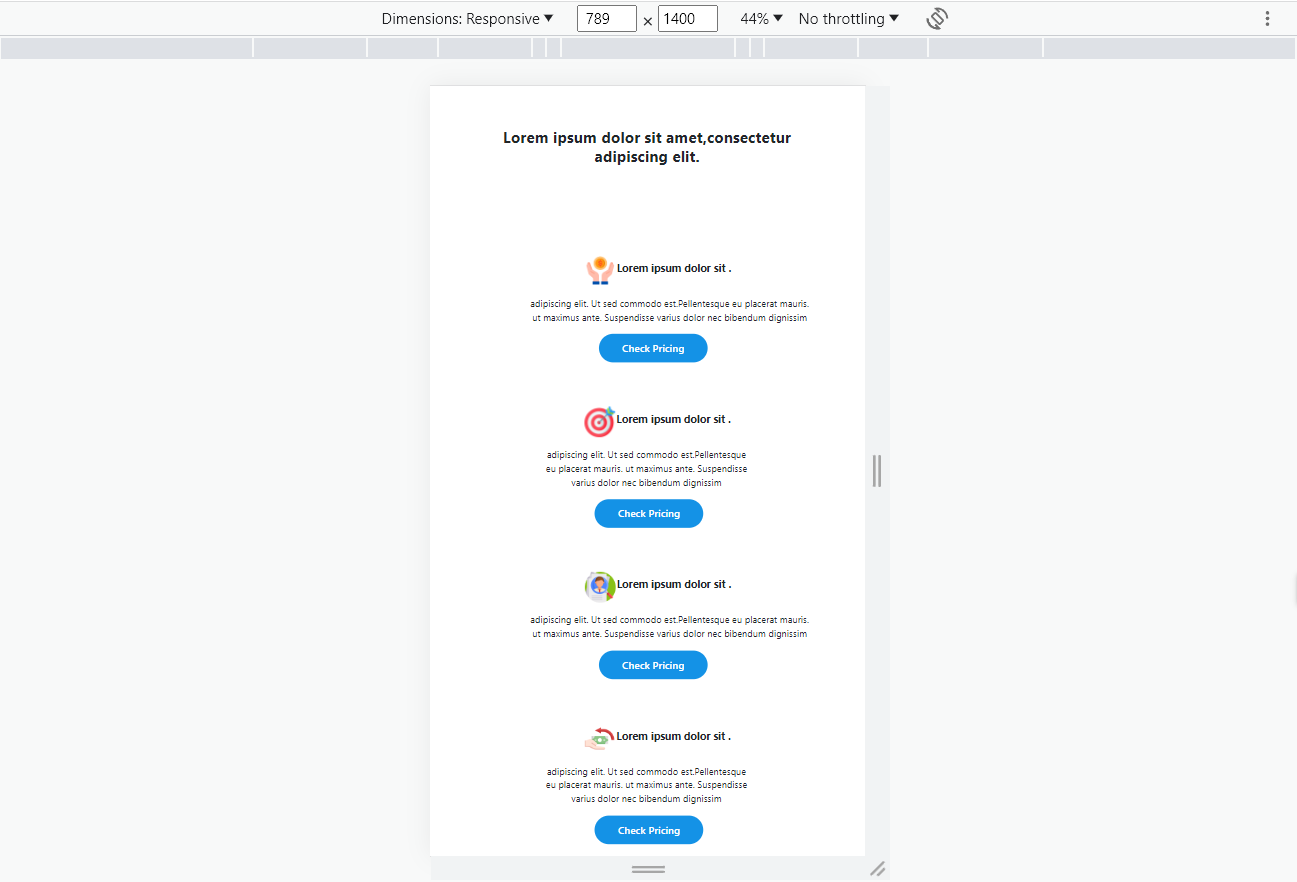 Dimensions: Responsive 789 × 1400 44% No throttling
Lorem ipsum dolor sit amet,consectetur
adipiscing elit.
Lorem ipsum dolor sit .
adipiscing elit. Ut sed commodo est.Pellentesque eu placerat mauris.
ut maximus ante. Suspendisse varius dolor nec bibendum dignissim
Check Pricing
Lorem ipsum dolor sit .
adipiscing elit. Ut sed commodo est.Pellentesque
eu placerat mauris. ut maximus ante. Suspendisse
varius dolor nec bibendum dignissim
Check Pricing
Lorem ipsum dolor sit .
adipiscing elit. Ut sed commodo est.Pellentesque eu placerat mauris.
ut maximus ante. Suspendisse varius dolor nec bibendum dignissim
Check Pricing
Lorem ipsum dolor sit .
adipiscing elit. Ut sed commodo est.Pellentesque
eu placerat mauris. ut maximus ante. Suspendisse
varius dolor nec bibendum dignissim
Check Pricing